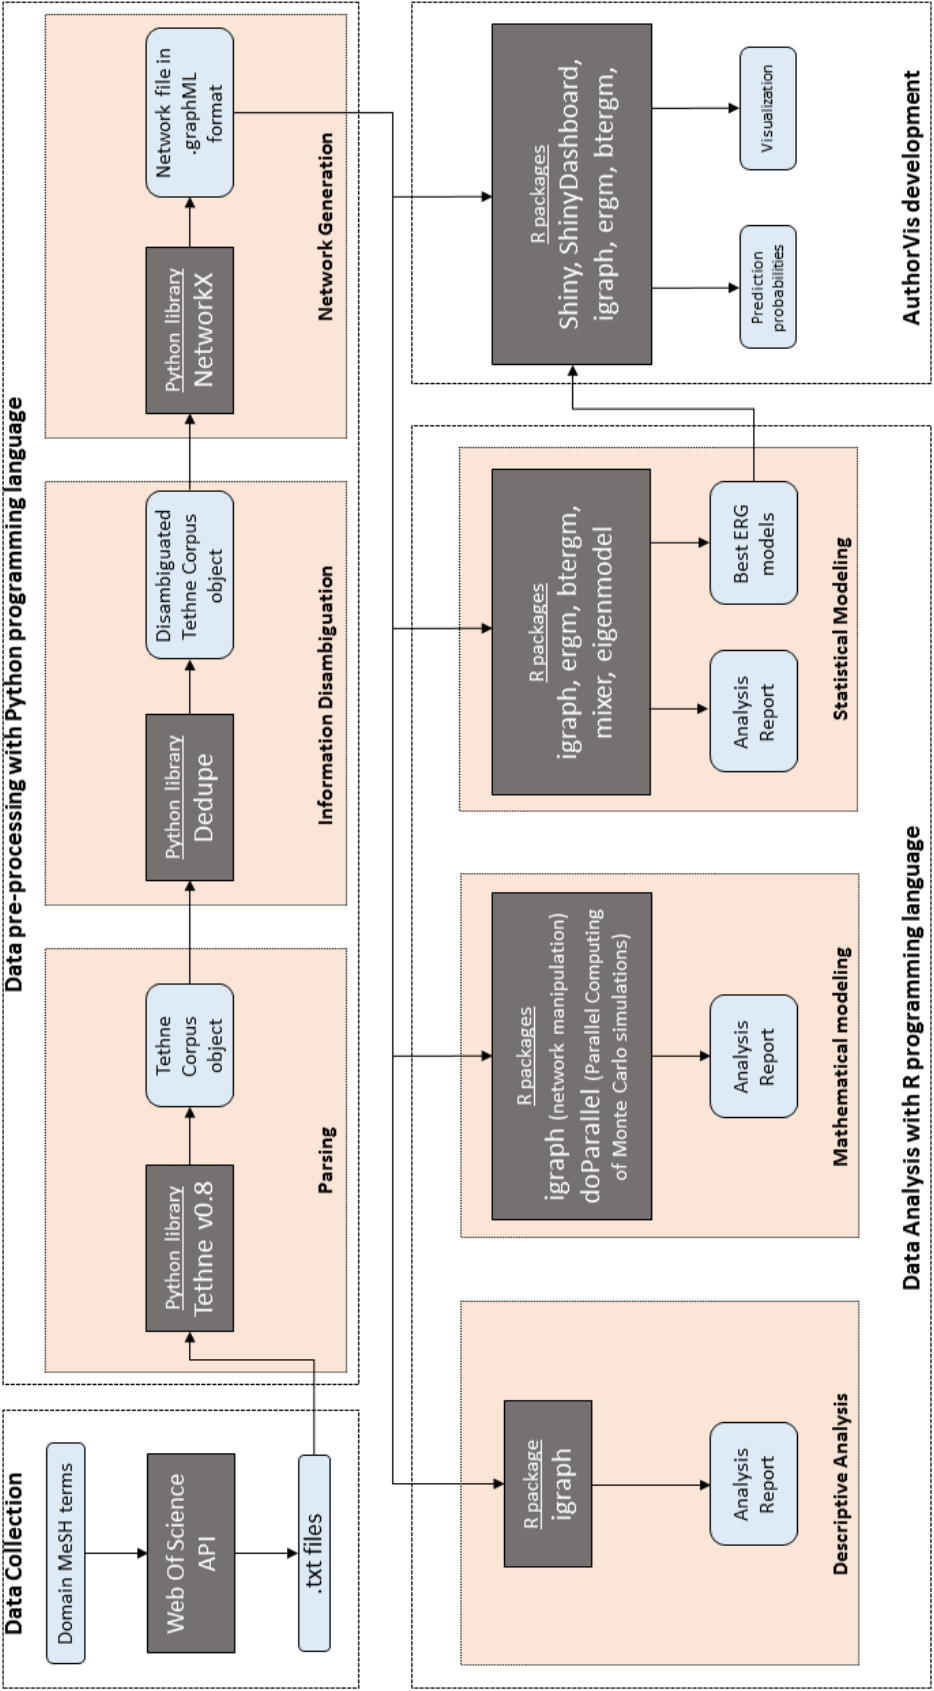 Data Collection
Domain MeSH terms
Web Of Science
API
.txt files
Data pre-processing with Python programming language
Python library
Tethne v0.8
Tethne
Corpus
object
Parsing
Python library
Dedupe
Disambiguated
Tethne Corpus
object
Information Disambiguation
Python library
NetworkX
Network file in
.graphML
format
Network Generation
R package
igraph
Analysis
Report
Descriptive Analysis
R packages
igraph (network manipulation)
doParallel (Parallel Computing
of Monte Carlo simulations)
Analysis
Report
Mathematical modeling
R packages
igraph, ergm, btergm,
mixer, eigenmodel
Analysis
Report
Best ERG
models
Statistical Modeling
Data Analysis with R programming language
R packages
Shiny, ShinyDashboard,
igraph, ergm, btergm,
Prediction
probabilities
Visualization
AuthorVis development